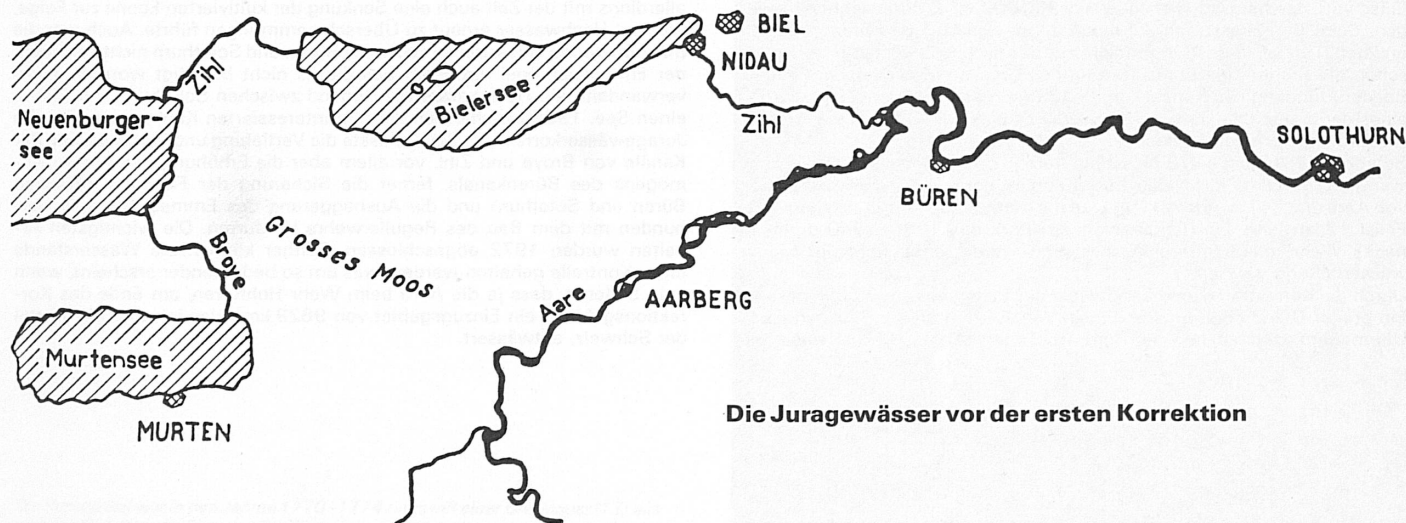 BIEL
NIDAU
Zihl
Neuenburger-
see
Bielersee
Zihl
SOLOTHURN
BÜREN
Broye
Grosses Moos
Aare
AARBERG
Murtensee
MURTEN
Die Juragewässer vor der ersten Korrektion